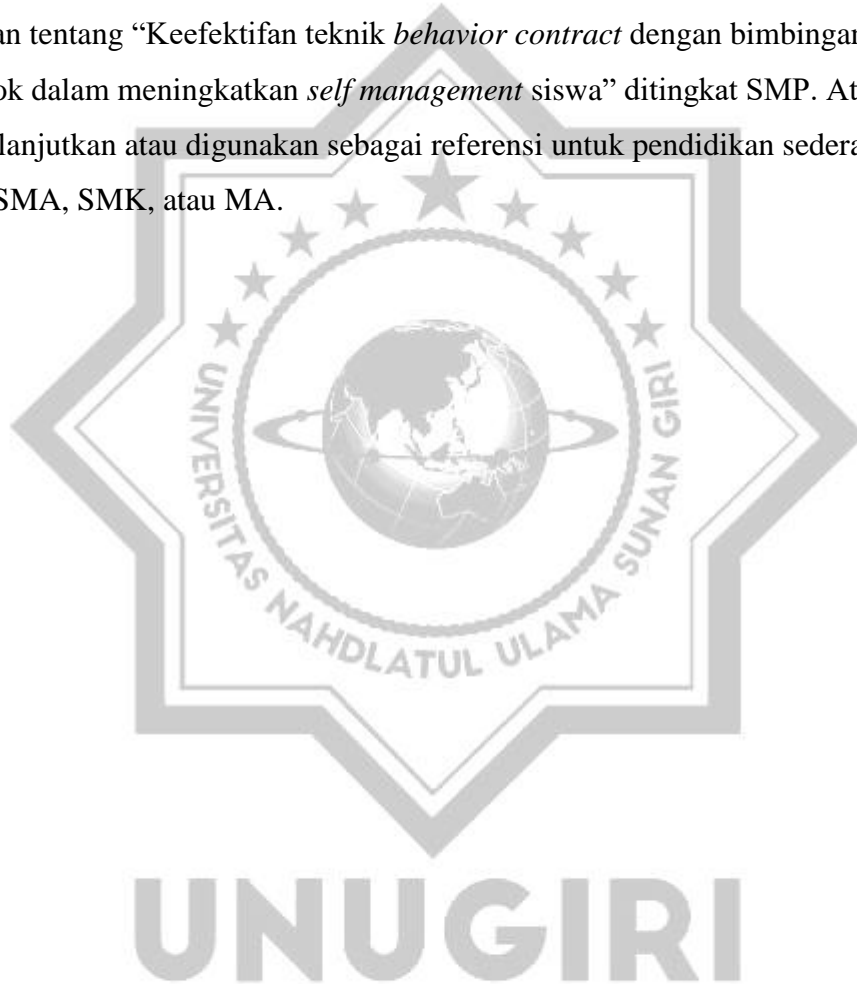 an tentang “Keefektifan teknik behavior contract dengan bimbingan
ok dalam meningkatkan self management siswa” ditingkat SMP. At
lanjutkan atau digunakan sebagai referensi untuk pendidikan sedera
SMA, SMK, atau MA.
UNIVERSITAS NAHDLATUL ULAMA SUNAN GIRI
UNUGIRI